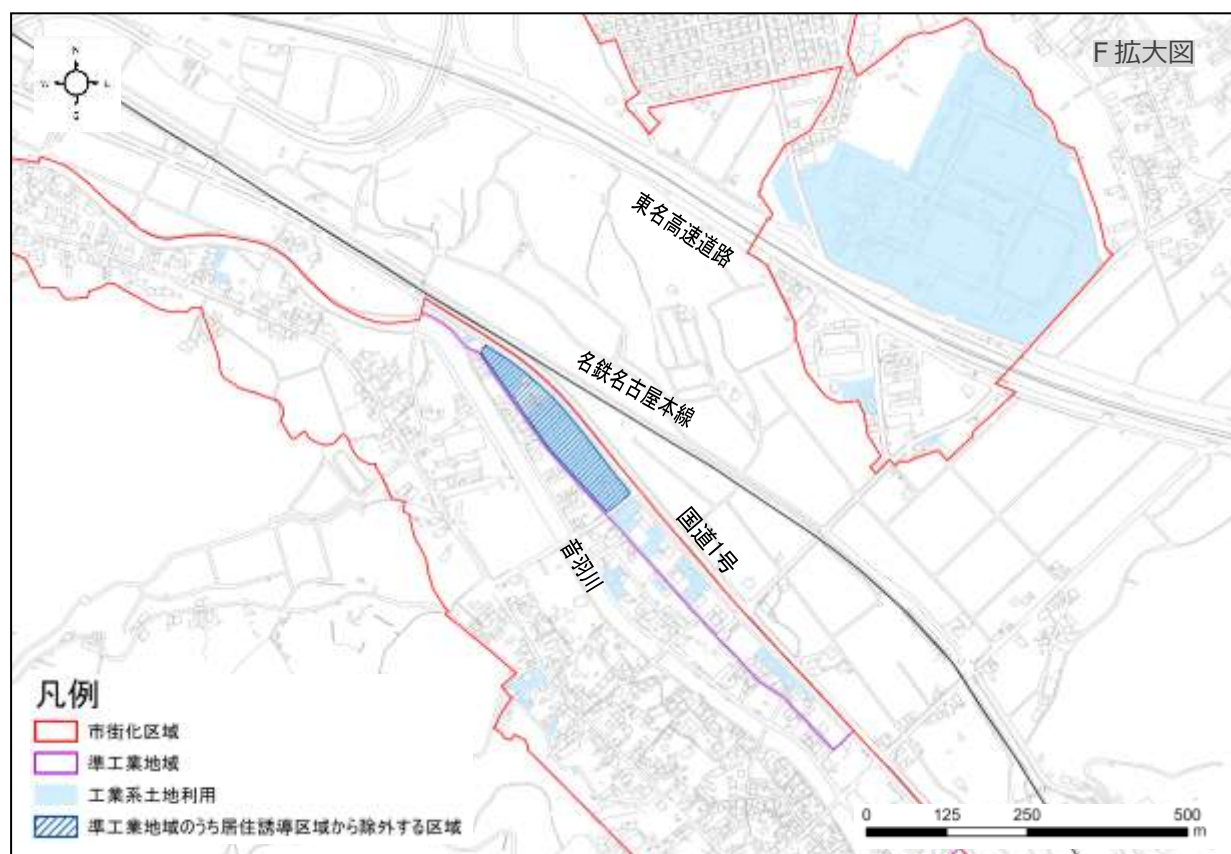 F拡大図
東名高速道路
名鉄名古屋本線
国道1号
音羽川
凡例
市街化区域
準工業地域
工業系土地利用
準工業地域のうち居住誘導区域から除外する区域
0 125 250 500
m